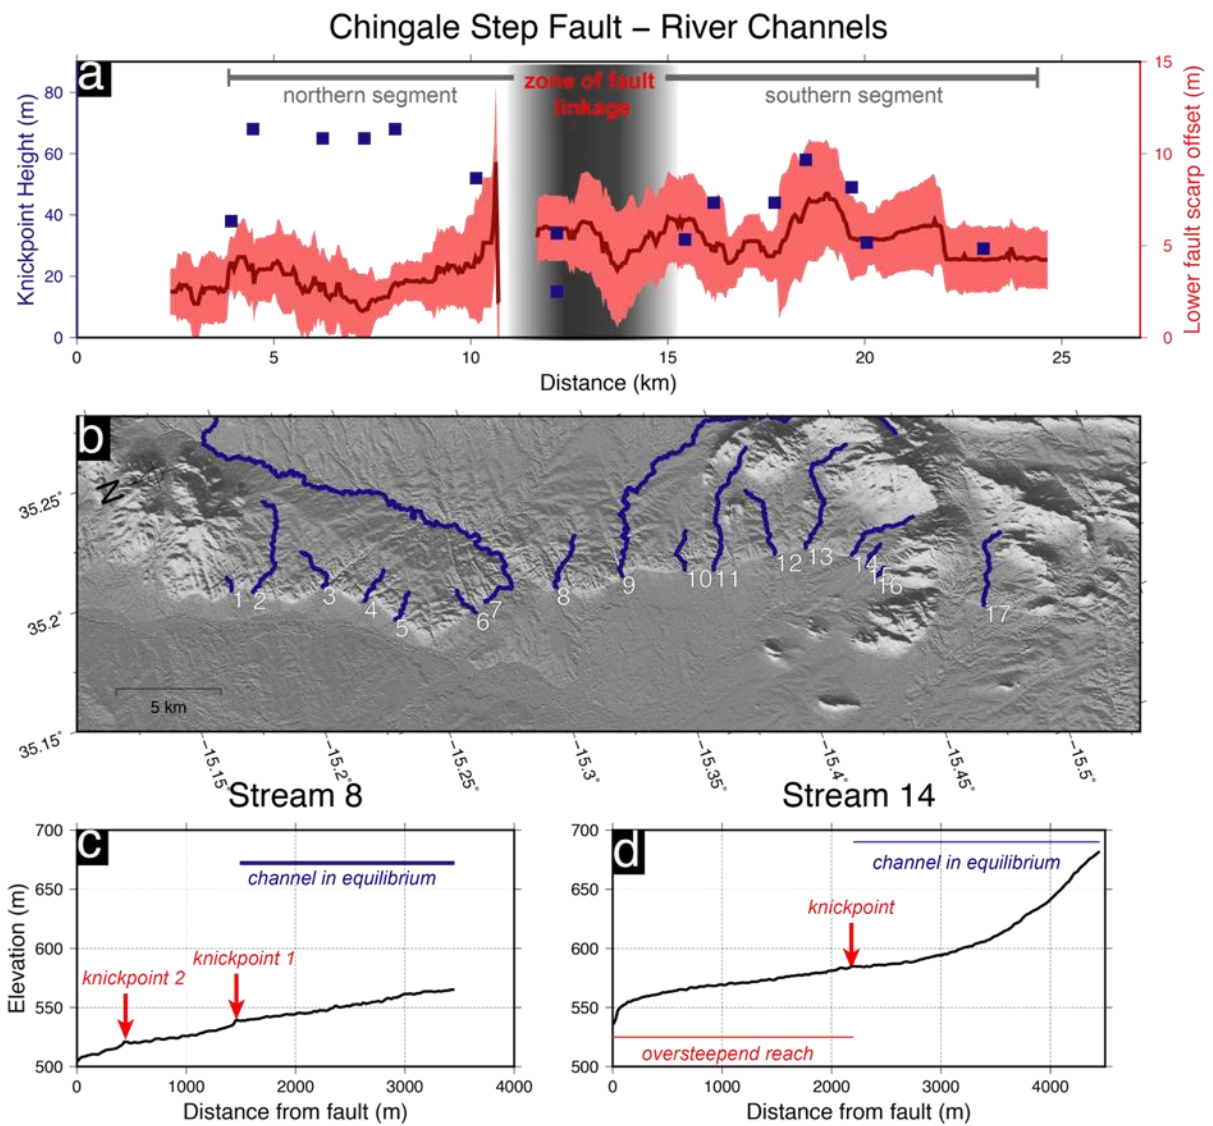 Chingale Step Fault – River Channels
a
zone of fault
linkage
northern segment
southern segment
Knickpoint Height (m)
80
60
40
20
0
Lower fault scarp offset (m)
15
10
5
0
0 5 10 15 20 25
Distance (km)
b
N
35.25°
35.2°
35.15°
1 2 3 4 5 6 7 8 9 10 11 12 13 14 15 16 17
5 km
−15.15° −15.2° −15.25° −15.3° −15.35° −15.4° −15.45° −15.5°
Stream 8
c
Elevation (m)
700
650
600
550
500
channel in equilibrium
knickpoint 1
knickpoint 2
0 1000 2000 3000 4000
Distance from fault (m)
Stream 14
d
700
650
600
550
500
channel in equilibrium
knickpoint
oversteepend reach
0 1000 2000 3000 4000
Distance from fault (m)